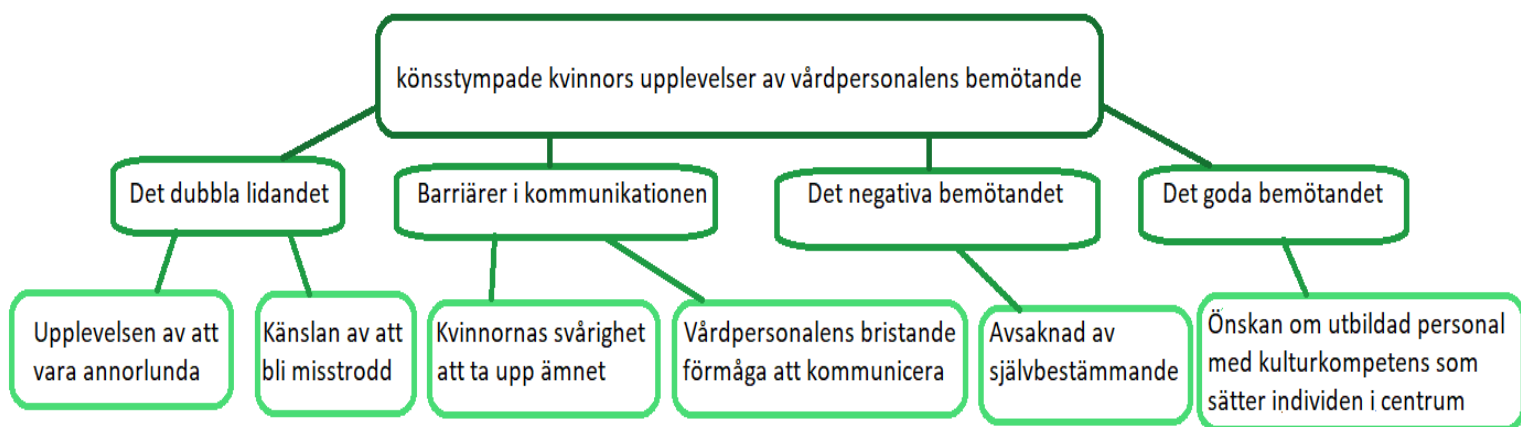 könsstympade kvinnors upplevelser av vårdpersonalens bemötande
Det dubbla lidandet
Barriärer i kommunikationen
Det negativa bemötandet
Det goda bemötandet
Upplevelsen av att
vara annorlunda
Känslan av att
bli misstrodd
Kvinnornas svårighet
att ta upp ämnet
Vårdpersonalens bristande
förmåga att kommunicera
Avsaknad av
självbestämmande
Önskan om utbildad personal
med kulturkompetens som
sätter individen i centrum